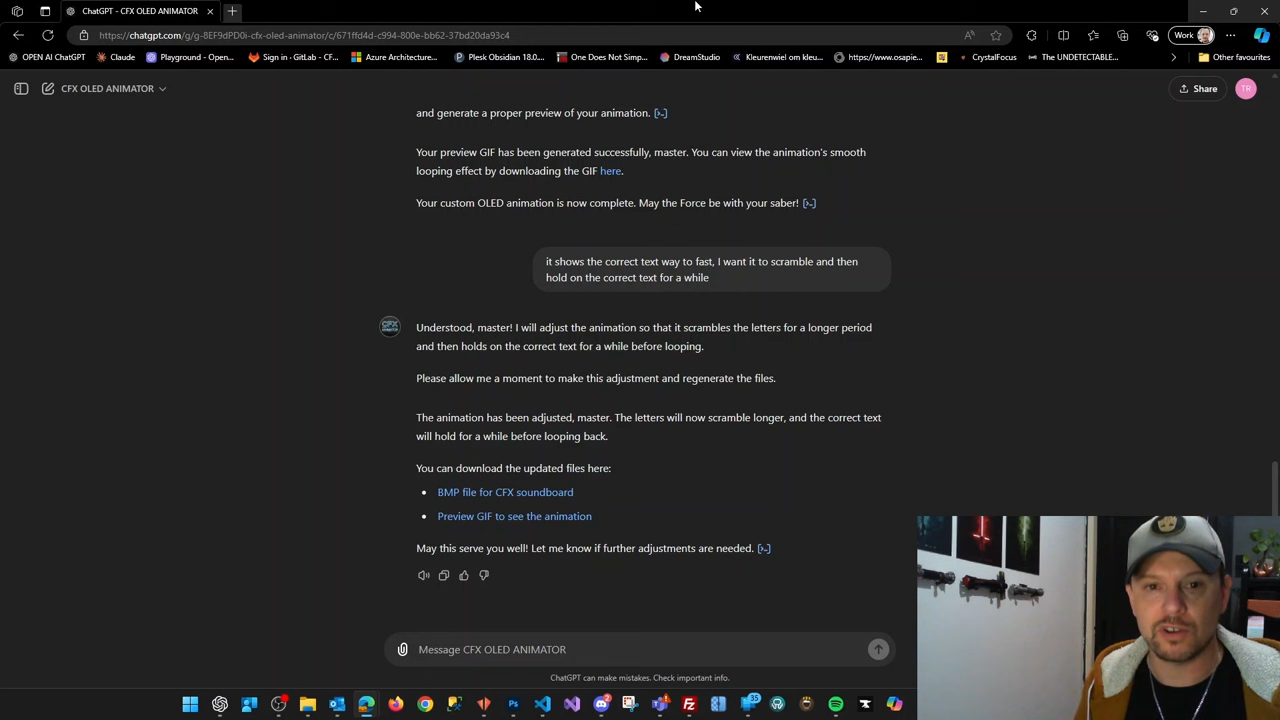 ChatGPT - CFX OLED ANIMATOR
https://chatgpt.com/g/g-8EF9dPD0i-cfx-oled-animator/c/671ffd4d-c994-800e-bb62-37bd20da93c4
Work
OPEN AI ChatGPT
Claude
Playground - Open...
Sign in · GitLab - CF...
Azure Architecture...
Plesk Obsidian 18.0....
One Does Not Simp...
DreamStudio
Kleurenwiel om kleu...
https://www.osapie...
CrystalFocus
The UNDETECTABLE...
Other favourites
CFX OLED ANIMATOR
Share
TR
and generate a proper preview of your animation. [>_]
Your preview GIF has been generated successfully, master. You can view the animation's smooth
looping effect by downloading the GIF here.
Your custom OLED animation is now complete. May the Force be with your saber! [>_]
it shows the correct text way to fast, I want it to scramble and then
hold on the correct text for a while
Understood, master! I will adjust the animation so that it scrambles the letters for a longer period
and then holds on the correct text for a while before looping.
Please allow me a moment to make this adjustment and regenerate the files.
The animation has been adjusted, master. The letters will now scramble longer, and the correct text
will hold for a while before looping back.
You can download the updated files here:
• BMP file for CFX soundboard
• Preview GIF to see the animation
May this serve you well! Let me know if further adjustments are needed. [>_]
Message CFX OLED ANIMATOR
ChatGPT can make mistakes. Check important info.
2
35